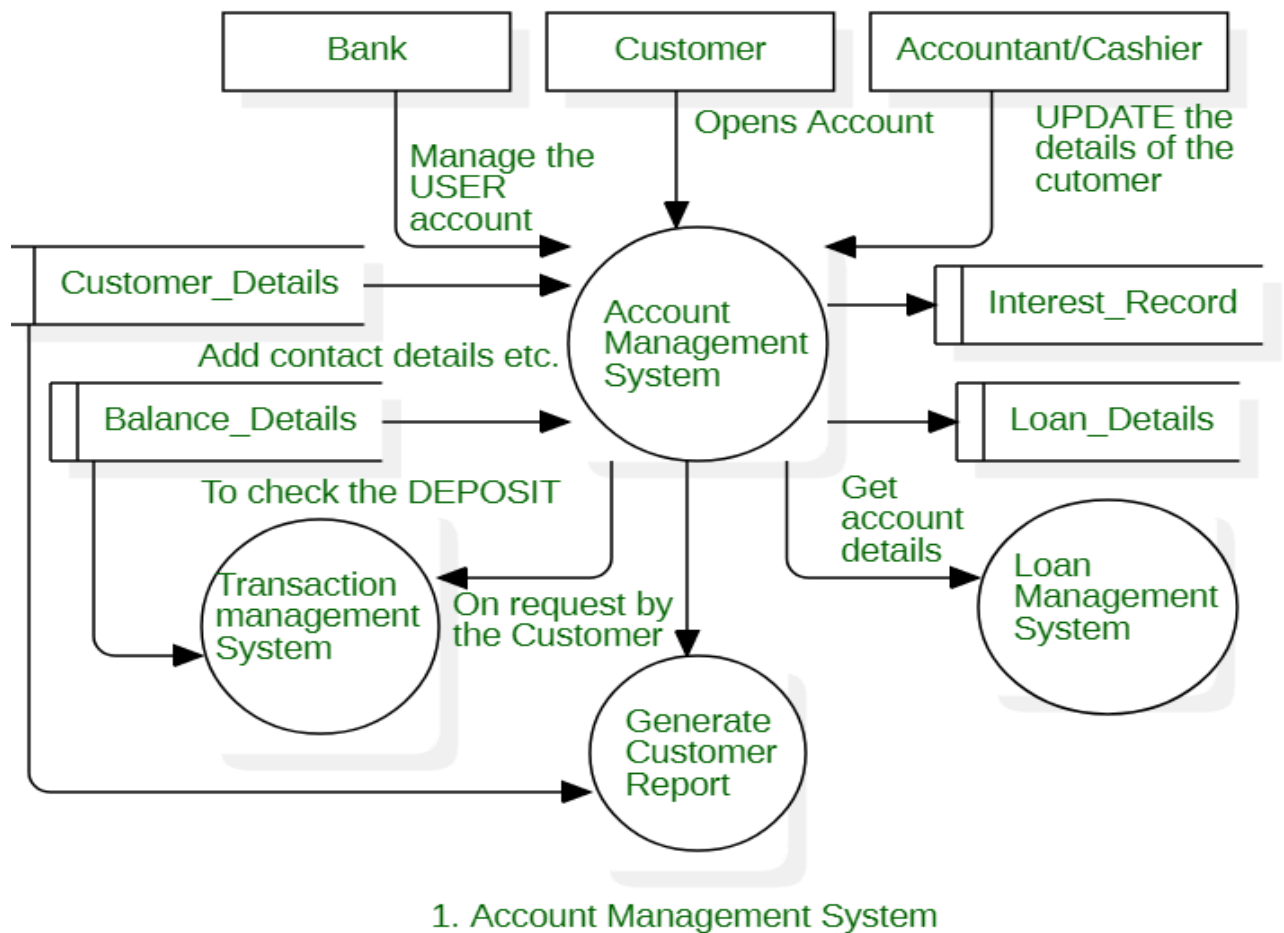 Bank
Customer
Accountant/Cashier
Opens Account
UPDATE the
details of the
cutomer
Manage the
USER
account
Customer_Details
Account
Management
System
Interest_Record
Add contact details etc.
Balance_Details
Loan_Details
To check the DEPOSIT
Get
account
details
Transaction
management
System
On request by
the Customer
Loan
Management
System
Generate
Customer
Report
1. Account Management System